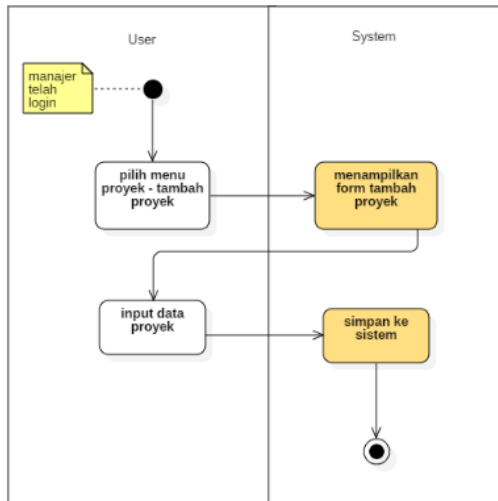 User
System
manajer
telah
login
pilih menu
proyek - tambah
proyek
menampilkan
form tambah
proyek
input data
proyek
simpan ke
sistem